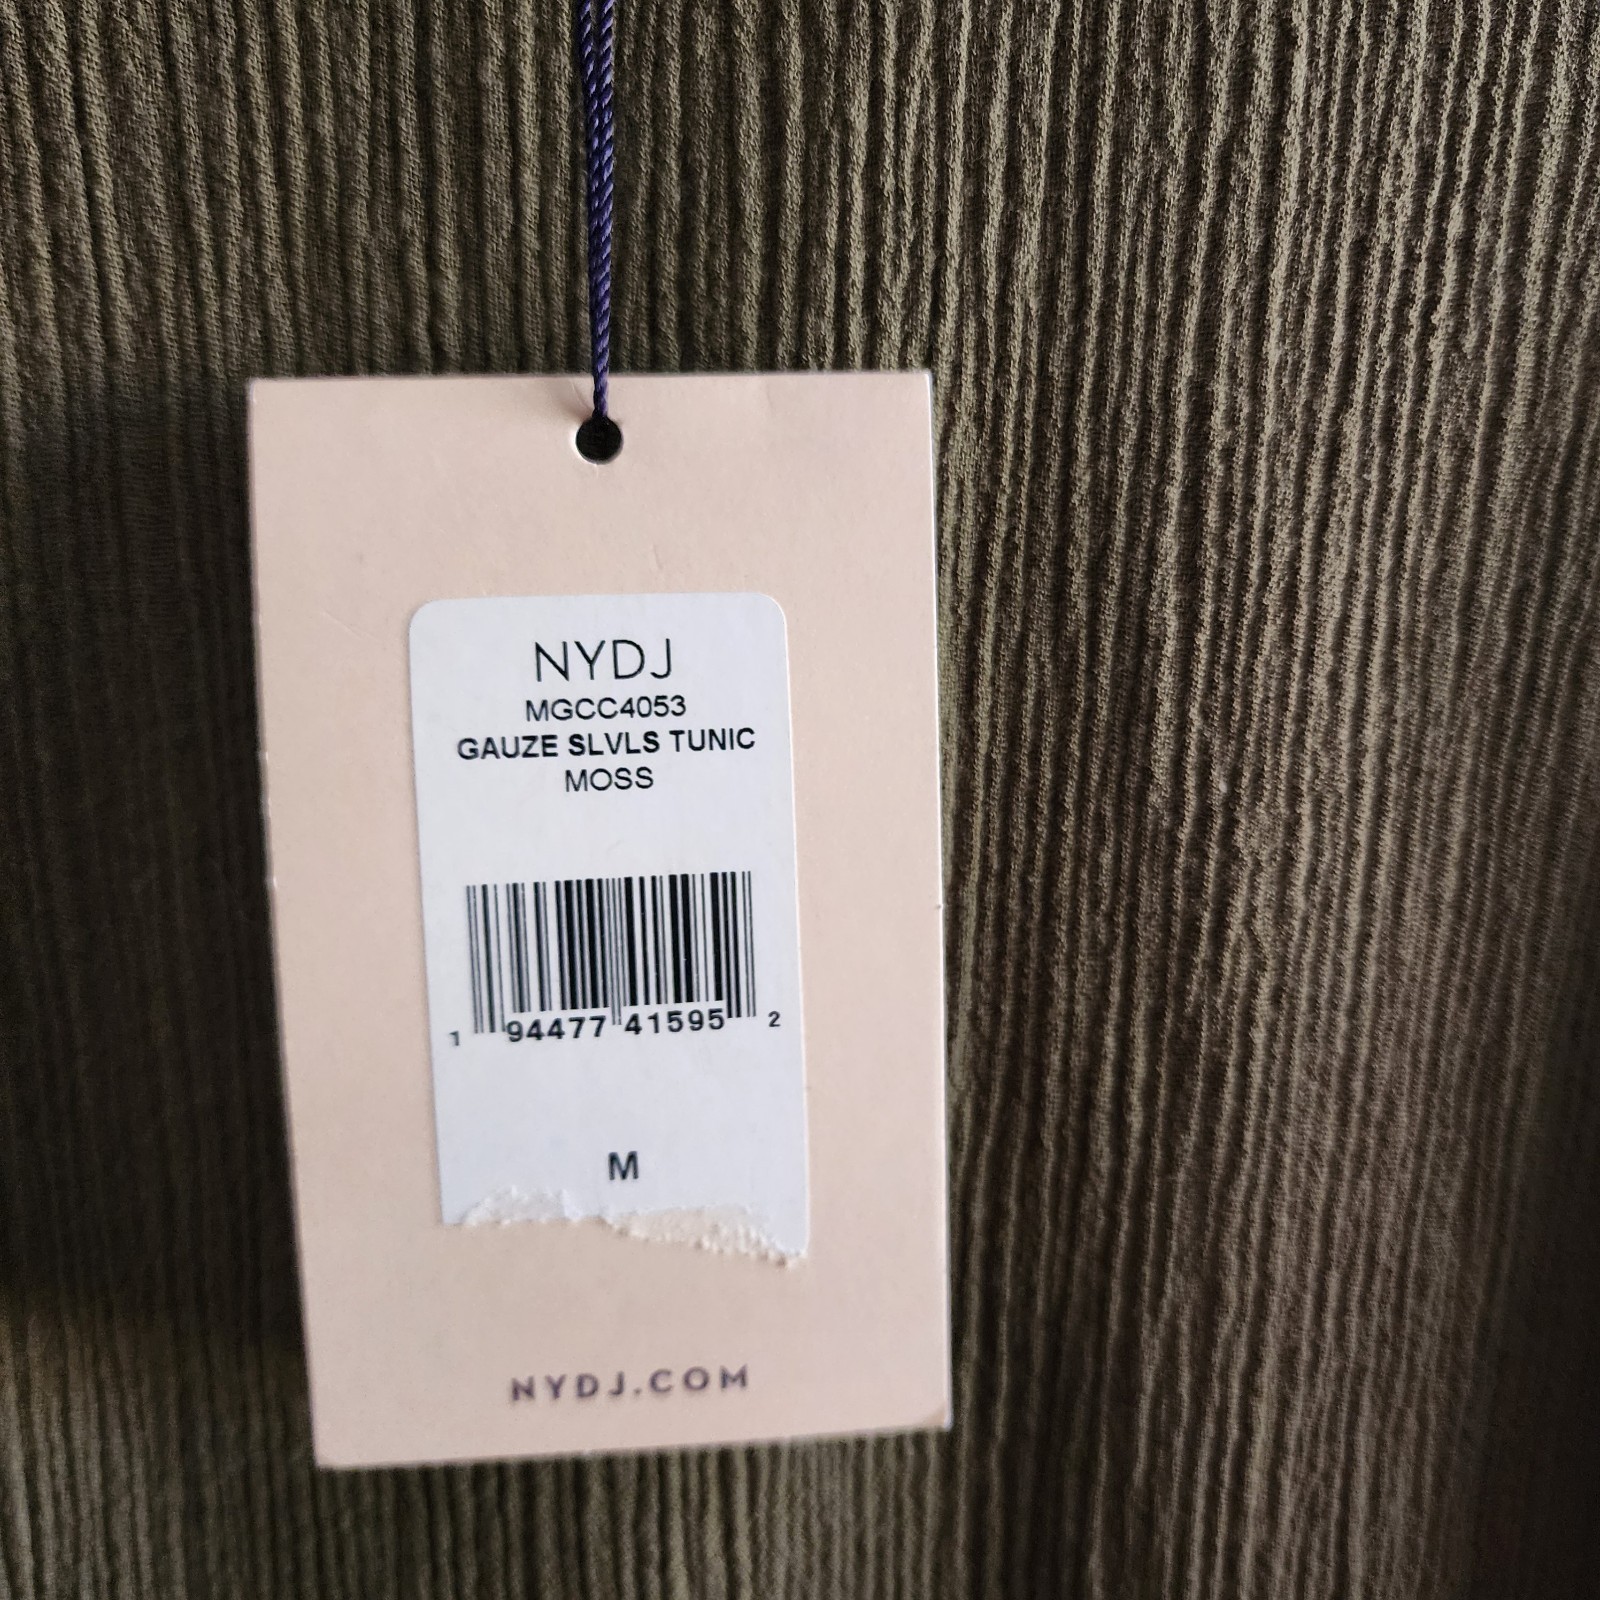 NYDJ
MGCC4053
GAUZE SLVLS TUNIC
MOSS
1 94477 41595 2
M
NYDJ.COM